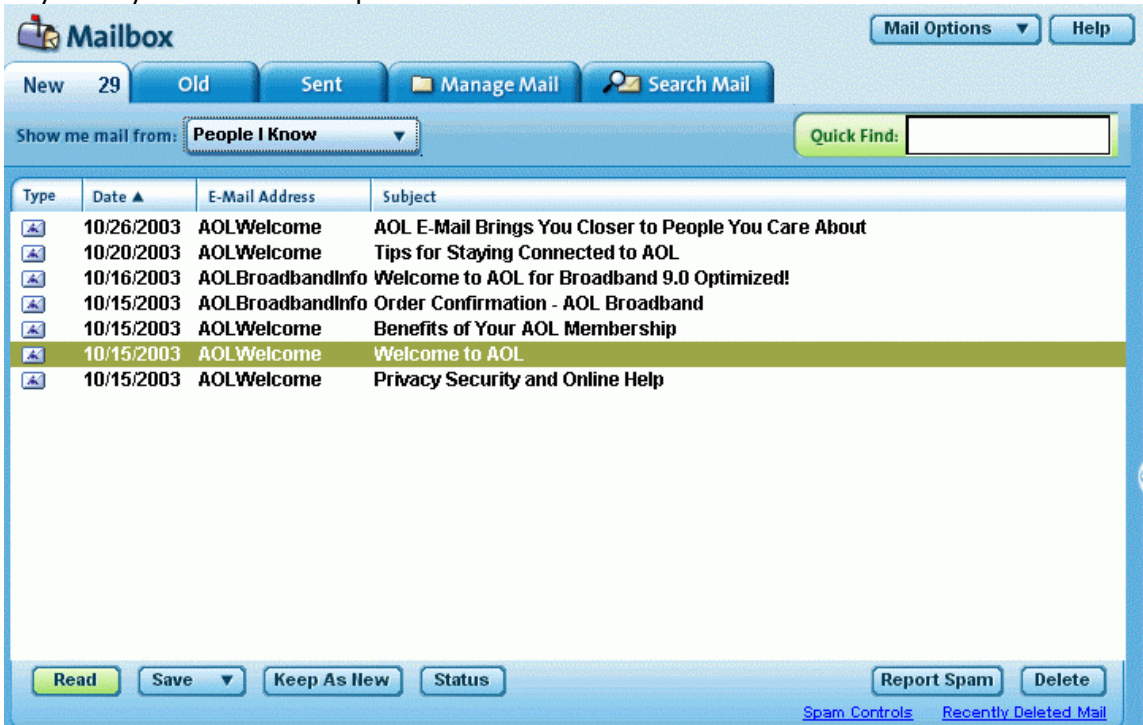 Mailbox
Mail Options Help
New 29 Old Sent Manage Mail Search Mail
Show me mail from: People I Know Quick Find:
Type Date E-Mail Address Subject
10/26/2003 AOLWelcome AOL E-Mail Brings You Closer to People You Care About
10/20/2003 AOLWelcome Tips for Staying Connected to AOL
10/16/2003 AOLBroadbandInfo Welcome to AOL for Broadband 9.0 Optimized!
10/15/2003 AOLBroadbandInfo Order Confirmation - AOL Broadband
10/15/2003 AOLWelcome Benefits of Your AOL Membership
10/15/2003 AOLWelcome Welcome to AOL
10/15/2003 AOLWelcome Privacy Security and Online Help
Read Save Keep As New Status Report Spam Delete
Spam Controls Recently Deleted Mail